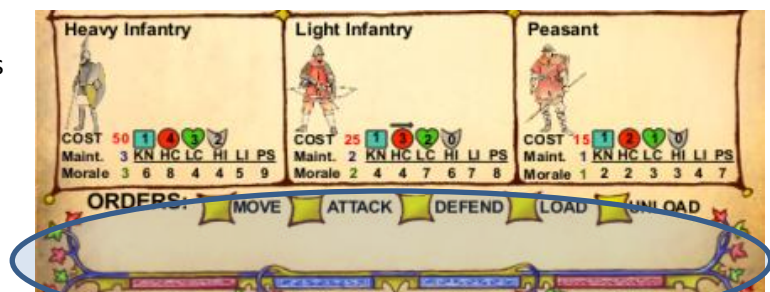 s
Heavy Infantry
COST 50 1 4 3 2
Maint. 3 KN HC LC HI LI PS
Morale 3 6 8 4 4 5 9
Light Infantry
COST 25 1 3 2 0
Maint. 2 KN HC LC HI LI PS
Morale 2 4 4 7 6 7 8
Peasant
COST 15 1 2 1 0
Maint. 1 KN HC LC HI LI PS
Morale 1 2 2 3 3 4 7
ORDERS: MOVE ATTACK DEFEND LOAD UNLOAD